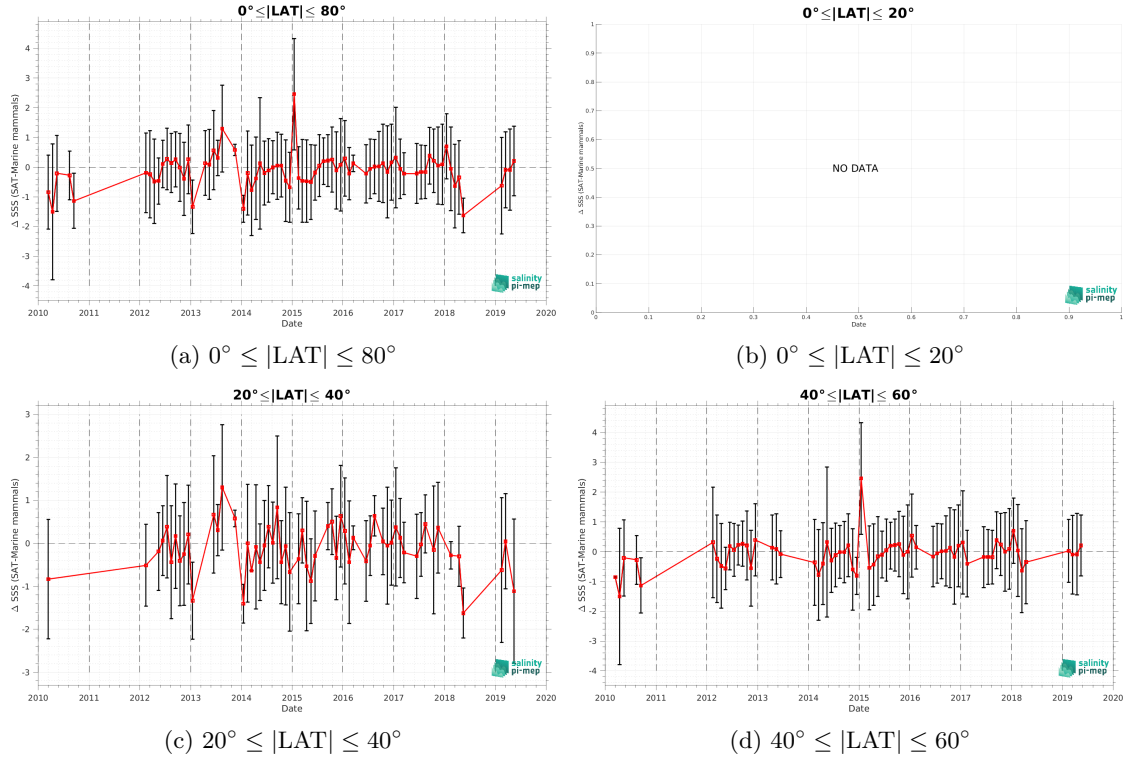 0°≤|LAT|≤ 80°
Δ SSS (SAT-Marine mammals)
4
3
2
1
0
-1
-2
-3
-4
2010 2011 2012 2013 2014 2015 2016 2017 2018 2019 2020
Date
salinity
pi-mep
(a) 0° ≤ |LAT| ≤ 80°
0°≤|LAT|≤ 20°
Δ SSS (SAT-Marine mammals)
1
0.9
0.8
0.7
0.6
0.5
0.4
0.3
0.2
0.1
0
NO DATA
0 0.1 0.2 0.3 0.4 0.5 0.6 0.7 0.8 0.9 1
Date
salinity
pi-mep
(b) 0° ≤ |LAT| ≤ 20°
20°≤|LAT|≤ 40°
Δ SSS (SAT-Marine mammals)
3
2
1
0
-1
-2
-3
2010 2011 2012 2013 2014 2015 2016 2017 2018 2019 2020
Date
salinity
pi-mep
(c) 20° ≤ |LAT| ≤ 40°
40°≤|LAT|≤ 60°
Δ SSS (SAT-Marine mammals)
4
3
2
1
0
-1
-2
-3
-4
2010 2011 2012 2013 2014 2015 2016 2017 2018 2019 2020
Date
salinity
pi-mep
(d) 40° ≤ |LAT| ≤ 60°